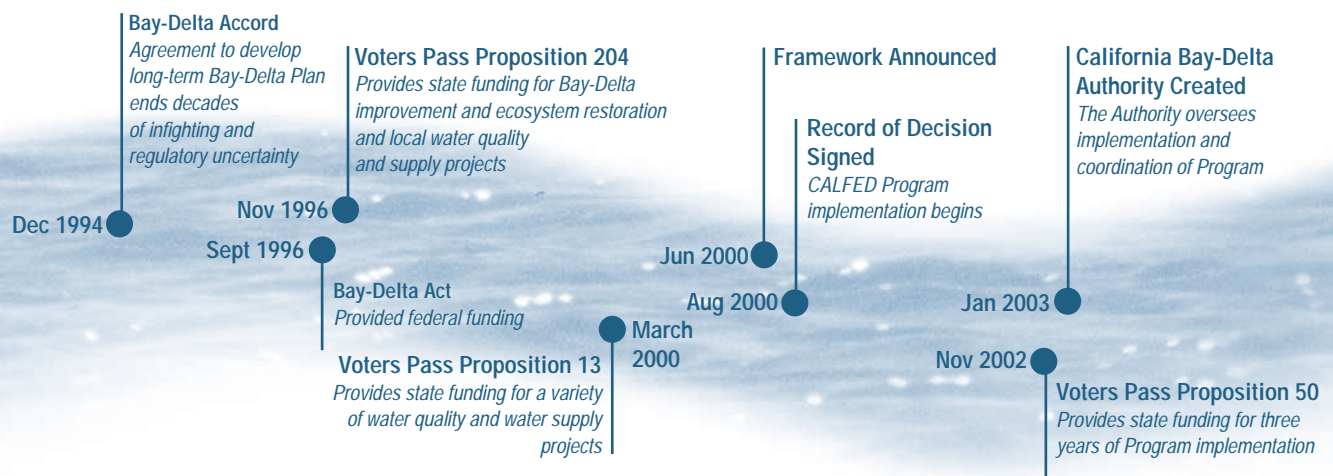 Bay-Delta Accord
Agreement to develop
long-term Bay-Delta Plan
ends decades
of infighting and
regulatory uncertainty
Dec 1994
Voters Pass Proposition 204
Provides state funding for Bay-Delta
improvement and ecosystem restoration
and local water quality
and supply projects
Nov 1996
Sept 1996
Bay-Delta Act
Provided federal funding
March
2000
Voters Pass Proposition 13
Provides state funding for a variety
of water quality and water supply
projects
Framework Announced
Jun 2000
Record of Decision
Signed
CALFED Program
implementation begins
Aug 2000
California Bay-Delta
Authority Created
The Authority oversees
implementation and
coordination of Program
Jan 2003
Nov 2002
Voters Pass Proposition 50
Provides state funding for three
years of Program implementation